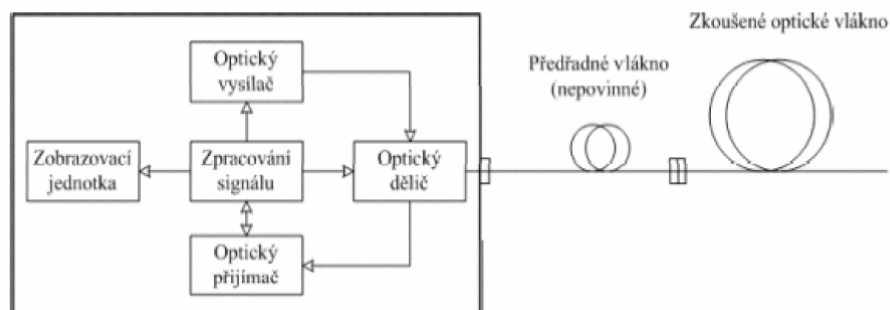 Zkoušené optické vlákno
Předřadné vlákno
(nepovinné)
Optický
vysílač
Zobrazovací
jednotka
Zpracování
signálu
Optický
dělič
Optický
přijímač